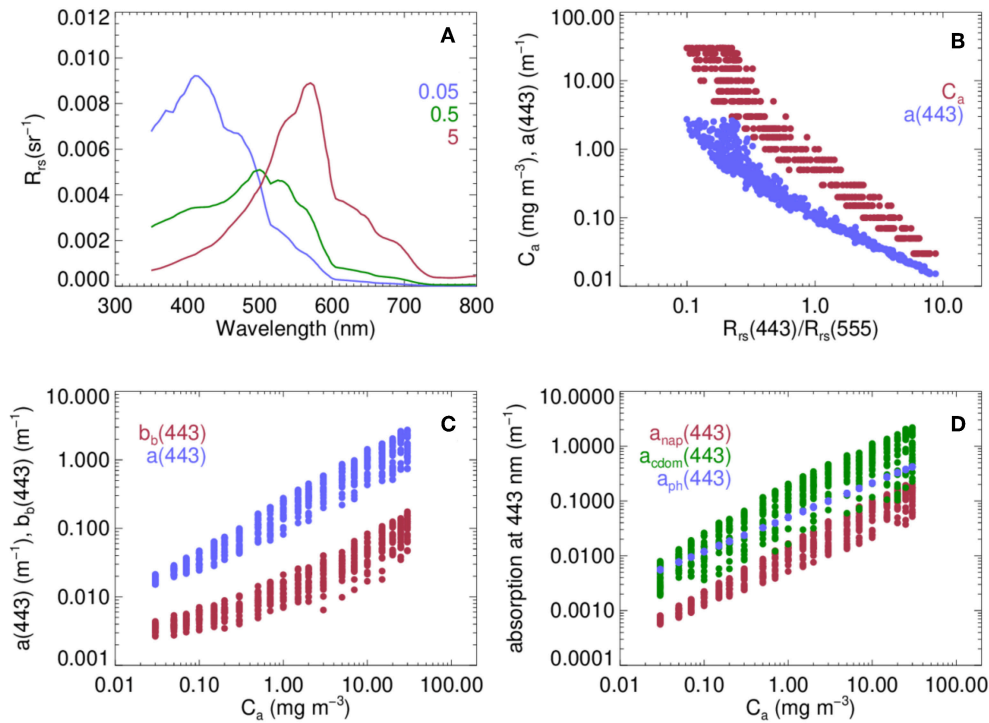 A
0.012
0.010
0.008
0.006
0.004
0.002
0.000
Rrs(sr⁻¹)
0.05
0.5
5
300 400 500 600 700 800
Wavelength (nm)
B
100.00
10.00
1.00
0.10
0.01
Ca (mg m⁻³), a(443) (m⁻¹)
Ca
a(443)
0.1 1.0 10.0
Rrs(443)/Rrs(555)
C
10.000
1.000
0.100
0.010
0.001
a(443) (m⁻¹), bb(443) (m⁻¹)
bb(443)
a(443)
0.01 0.10 1.00 10.00 100.00
Ca (mg m⁻³)
D
10.0000
1.0000
0.1000
0.0100
0.0010
0.0001
absorption at 443 nm (m⁻¹)
anap(443)
acdom(443)
aph(443)
0.01 0.10 1.00 10.00 100.00
Ca (mg m⁻³)